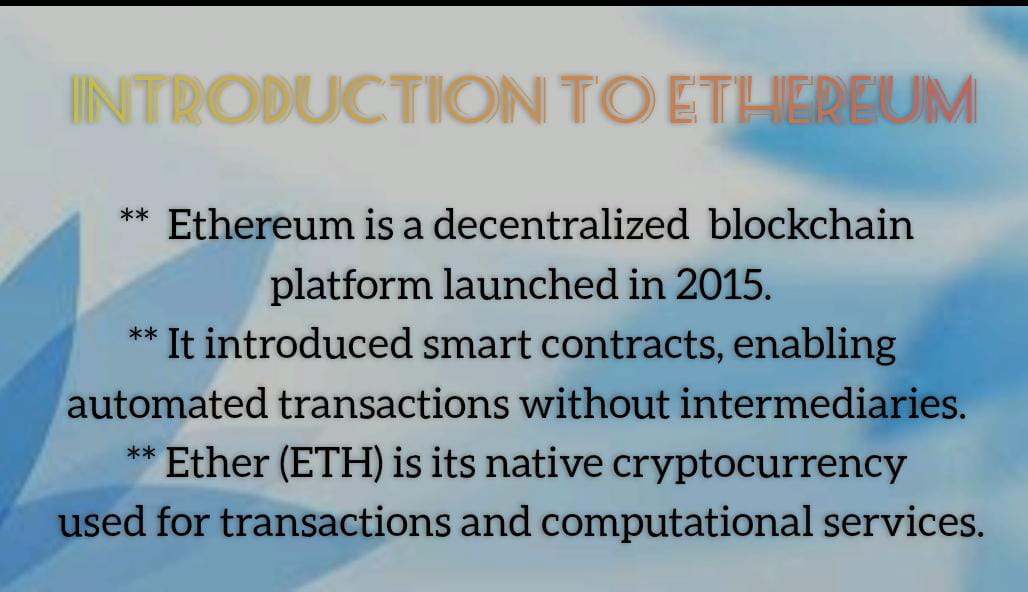 INTRODUCTION TO ETHEREUM
** Ethereum is a decentralized blockchain
platform launched in 2015.
** It introduced smart contracts, enabling
automated transactions without intermediaries.
** Ether (ETH) is its native cryptocurrency
used for transactions and computational services.